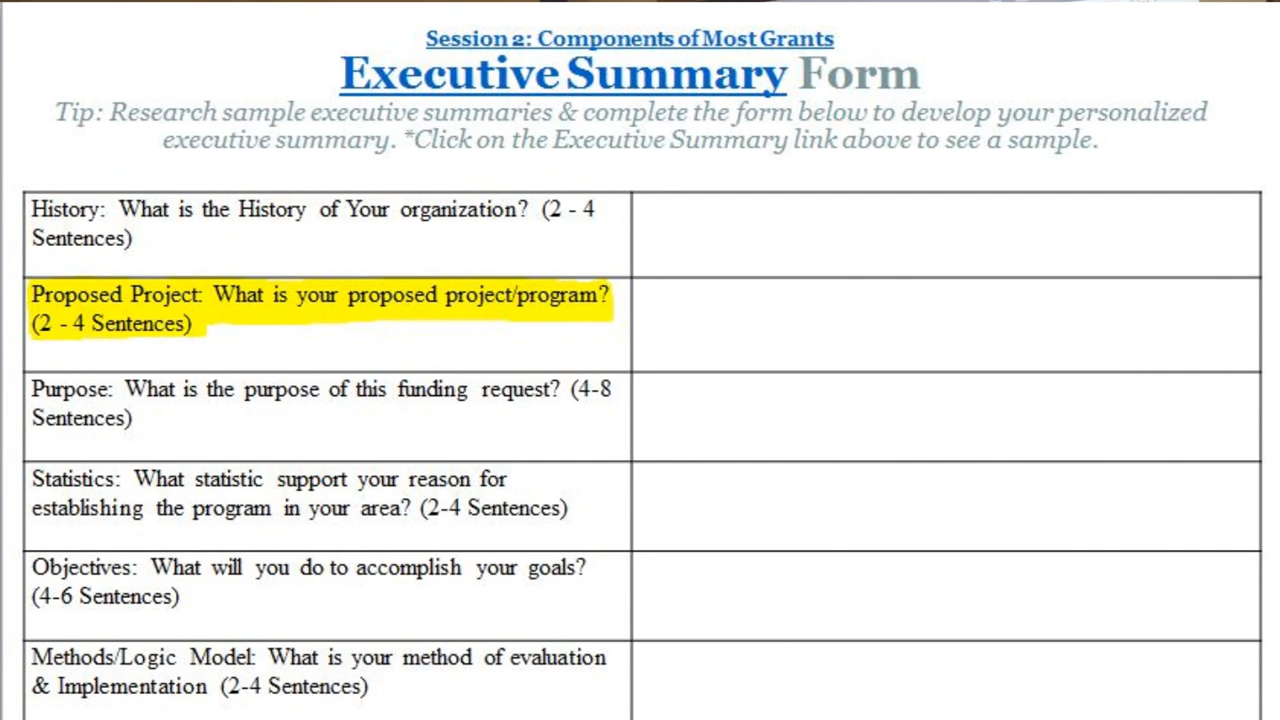 Session 2: Components of Most Grants
Executive Summary Form
Tip: Research sample executive summaries & complete the form below to develop your personalized
executive summary. *Click on the Executive Summary link above to see a sample.
History: What is the History of Your organization? (2 - 4
Sentences)
Proposed Project: What is your proposed project/program?
(2 - 4 Sentences)
Purpose: What is the purpose of this funding request? (4-8
Sentences)
Statistics: What statistic support your reason for
establishing the program in your area? (2-4 Sentences)
Objectives: What will you do to accomplish your goals?
(4-6 Sentences)
Methods/Logic Model: What is your method of evaluation
& Implementation (2-4 Sentences)